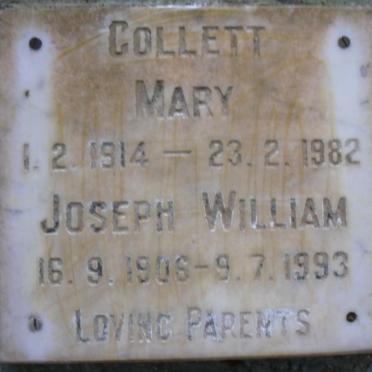 COLLETT
MARY
1.2.1914 — 23.2.1982
JOSEPH WILLIAM
16.9.1906 - 9.7.1993
LOVING PARENTS